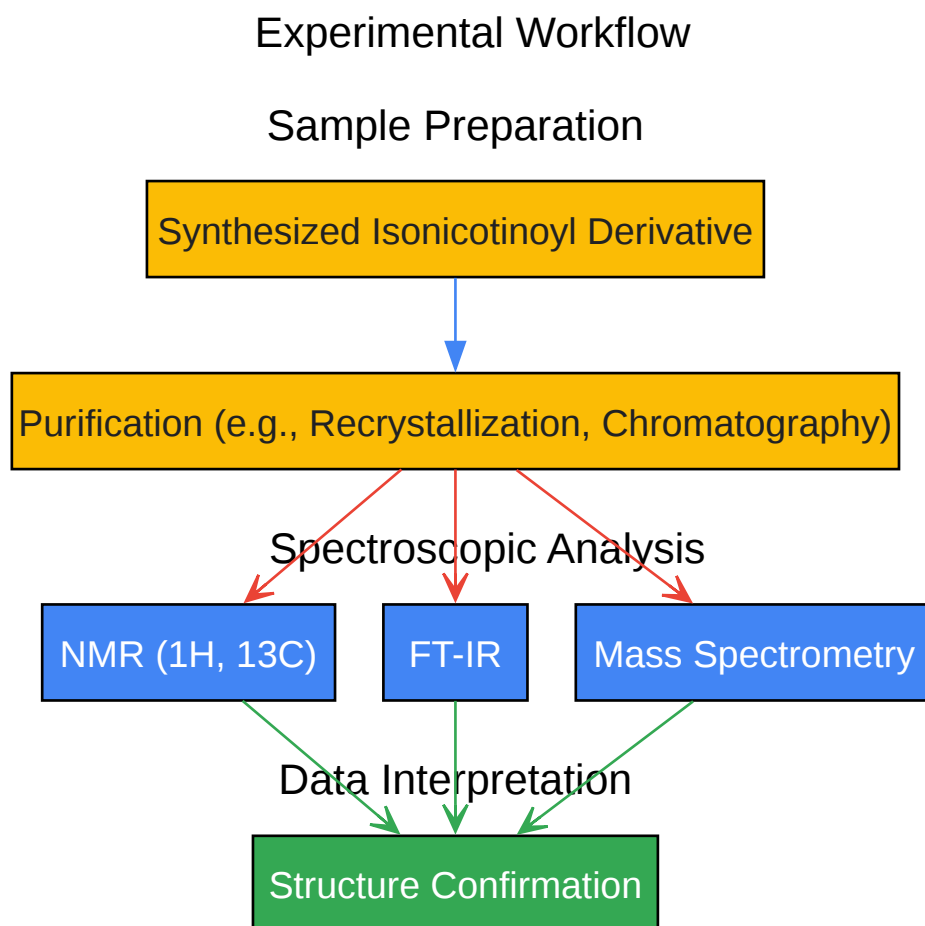 Experimental Workflow
Sample Preparation
Synthesized Isonicotinoyl Derivative
Purification (e.g., Recrystallization, Chromatography)
Spectroscopic Analysis
NMR (1H, 13C)
FT-IR
Mass Spectrometry
Data Interpretation
Structure Confirmation